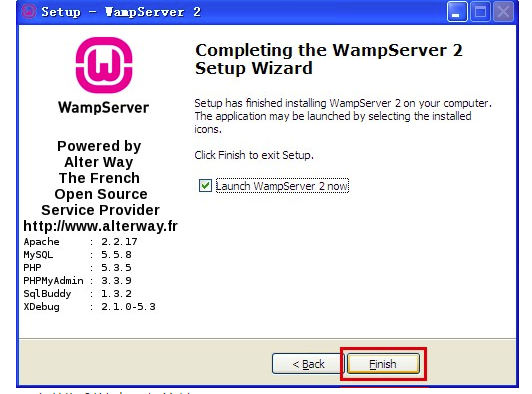 Setup - WampServer 2
Completing the WampServer 2
Setup Wizard
WampServer
Setup has finished installing WampServer 2 on your computer.
The application may be launched by selecting the installed
icons.
Click Finish to exit Setup.
Launch WampServer 2 now
Powered by
Alter Way
The French
Open Source
Service Provider
http://www.alterway.fr
Apache : 2.2.17
MySQL : 5.5.8
PHP : 5.3.5
PHPMyAdmin : 3.3.9
SqlBuddy : 1.3.2
XDebug : 2.1.0-5.3
< Back
Finish